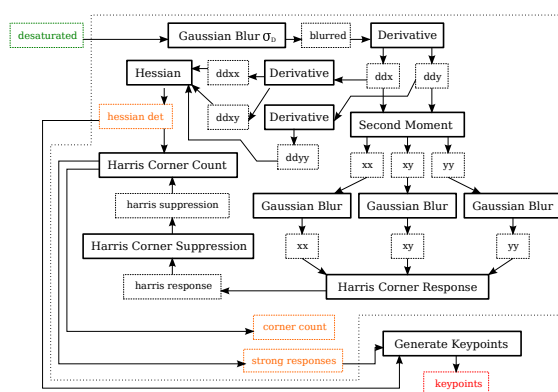 desaturated
Gaussian Blur σD
blurred
Derivative
Hessian
ddxx
Derivative
ddx
ddy
ddxy
Derivative
hessian det
Second Moment
ddyy
Harris Corner Count
xx
xy
yy
harris suppression
Gaussian Blur
Gaussian Blur
Gaussian Blur
Harris Corner Suppression
xx
xy
yy
harris response
Harris Corner Response
corner count
Generate Keypoints
strong responses
keypoints